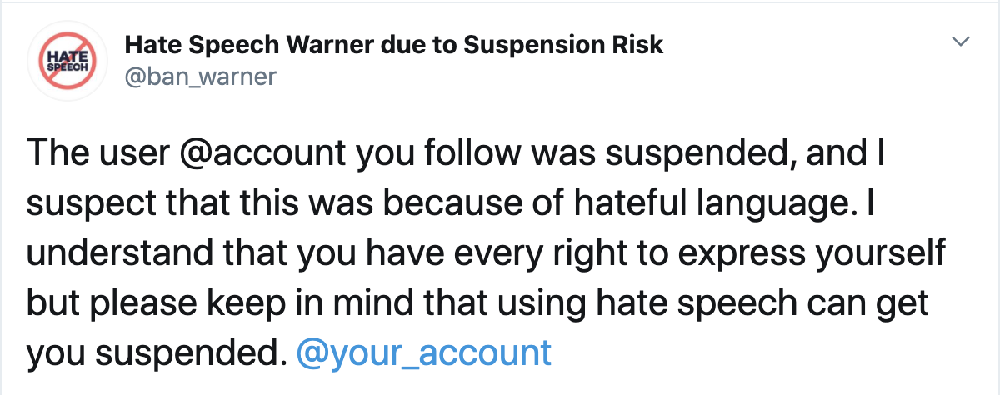 HATE
SPEECH
Hate Speech Warner due to Suspension Risk
@ban_warner
The user @account you follow was suspended, and I
suspect that this was because of hateful language. I
understand that you have every right to express yourself
but please keep in mind that using hate speech can get
you suspended. @your_account